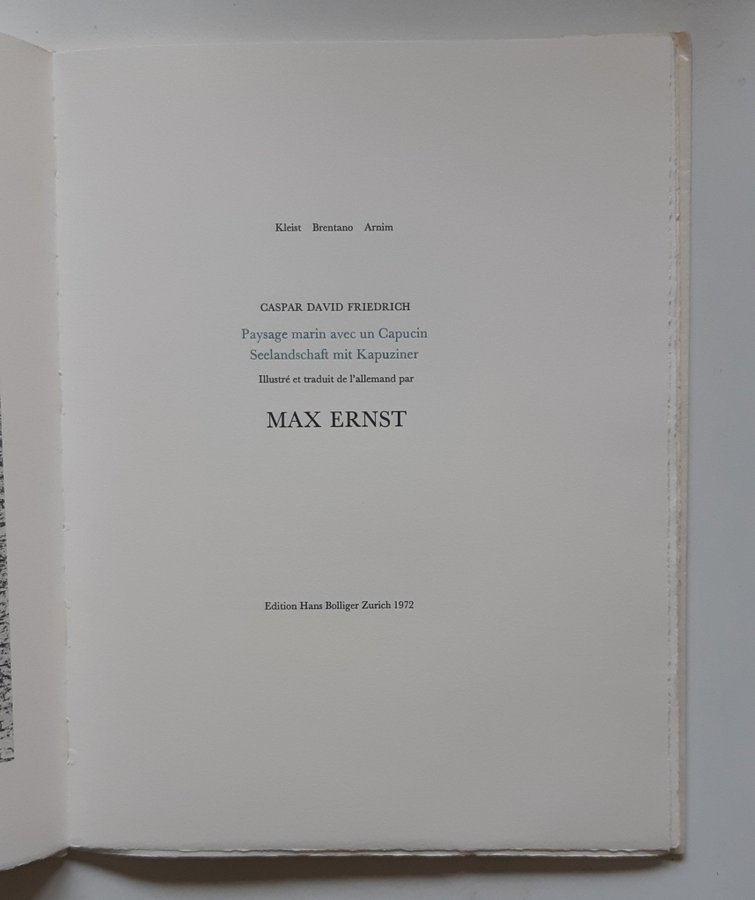 Kleist Brentano Arnim
CASPAR DAVID FRIEDRICH
Paysage marin avec un Capucin
Seelandschaft mit Kapuziner
Illustré et traduit de l'allemand par
MAX ERNST
Edition Hans Bolliger Zurich 1972